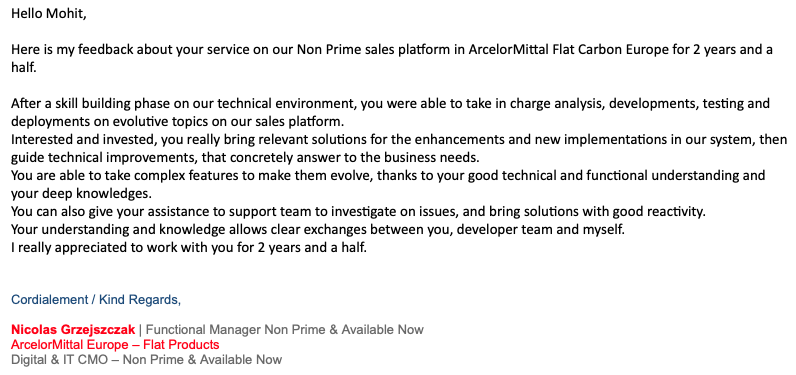 Hello Mohit,
Here is my feedback about your service on our Non Prime sales platform in ArcelorMittal Flat Carbon Europe for 2 years and a
half.
After a skill building phase on our technical environment, you were able to take in charge analysis, developments, testing and
deployments on evolutive topics on our sales platform.
Interested and invested, you really bring relevant solutions for the enhancements and new implementations in our system, then
guide technical improvements, that concretely answer to the business needs.
You are able to take complex features to make them evolve, thanks to your good technical and functional understanding and
your deep knowledges.
You can also give your assistance to support team to investigate on issues, and bring solutions with good reactivity.
Your understanding and knowledge allows clear exchanges between you, developer team and myself.
I really appreciated to work with you for 2 years and a half.
Cordialement / Kind Regards,
Nicolas Grzejszczak | Functional Manager Non Prime & Available Now
ArcelorMittal Europe – Flat Products
Digital & IT CMO – Non Prime & Available Now